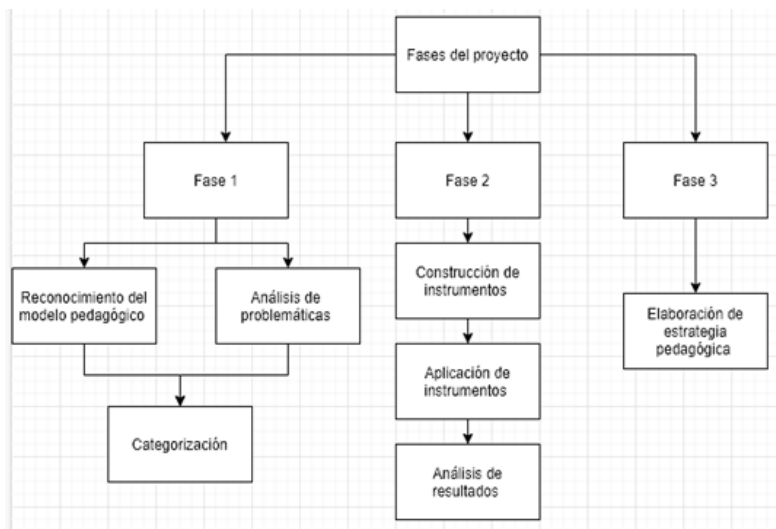 Fases del proyecto
Fase 1
Fase 2
Fase 3
Reconocimiento del
modelo pedagógico
Análisis de
problemáticas
Categorización
Construcción de
instrumentos
Aplicación de
instrumentos
Análisis de
resultados
Elaboración de
estrategia
pedagógica